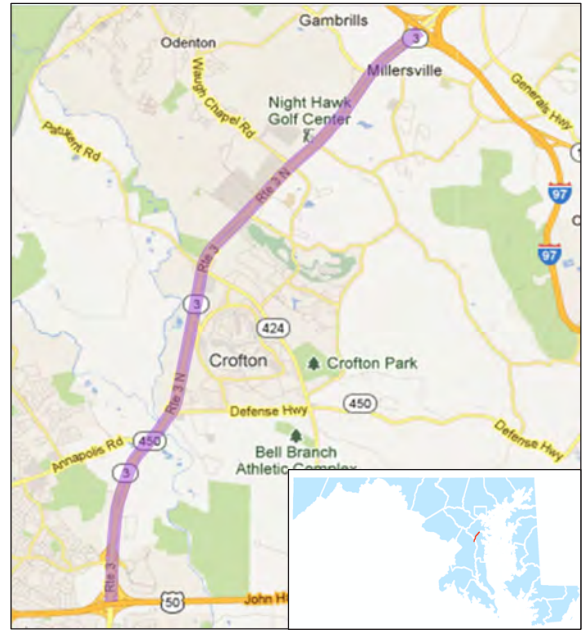 Gambrills
3
Odenton
Millersville
Waugh Chapel Rd
Night Hawk
Golf Center
Generals Hwy
Patuxent Rd
Rte 3 N
97
97
Rte 3
3
424
Crofton
Crofton Park
Rte 3 N
450
Defense Hwy
Defense Hwy
450
Annapolis Rd
Bell Branch
Athletic Complex
3
Rte 3
50